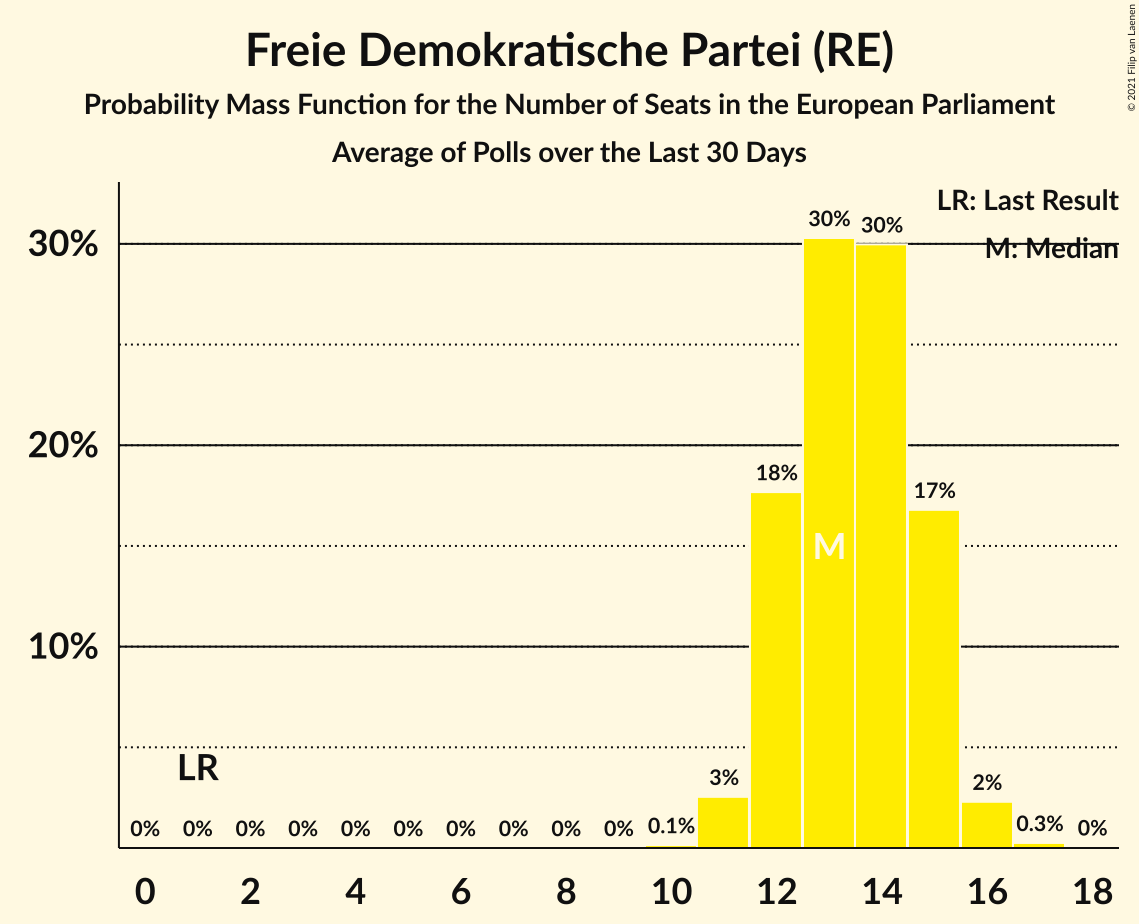 Freie Demokratische Partei (RE)
Probability Mass Function for the Number of Seats in the European Parliament
Average of Polls over the Last 30 Days
© 2021 Filip van Laenen
LR: Last Result
M: Median
30%
20%
10%
30% 30%
18% 17%
M
LR
3% 2%
0% 0% 0% 0% 0% 0% 0% 0% 0% 0% 0.1% 0.3% 0%
0 2 4 6 8 10 12 14 16 18